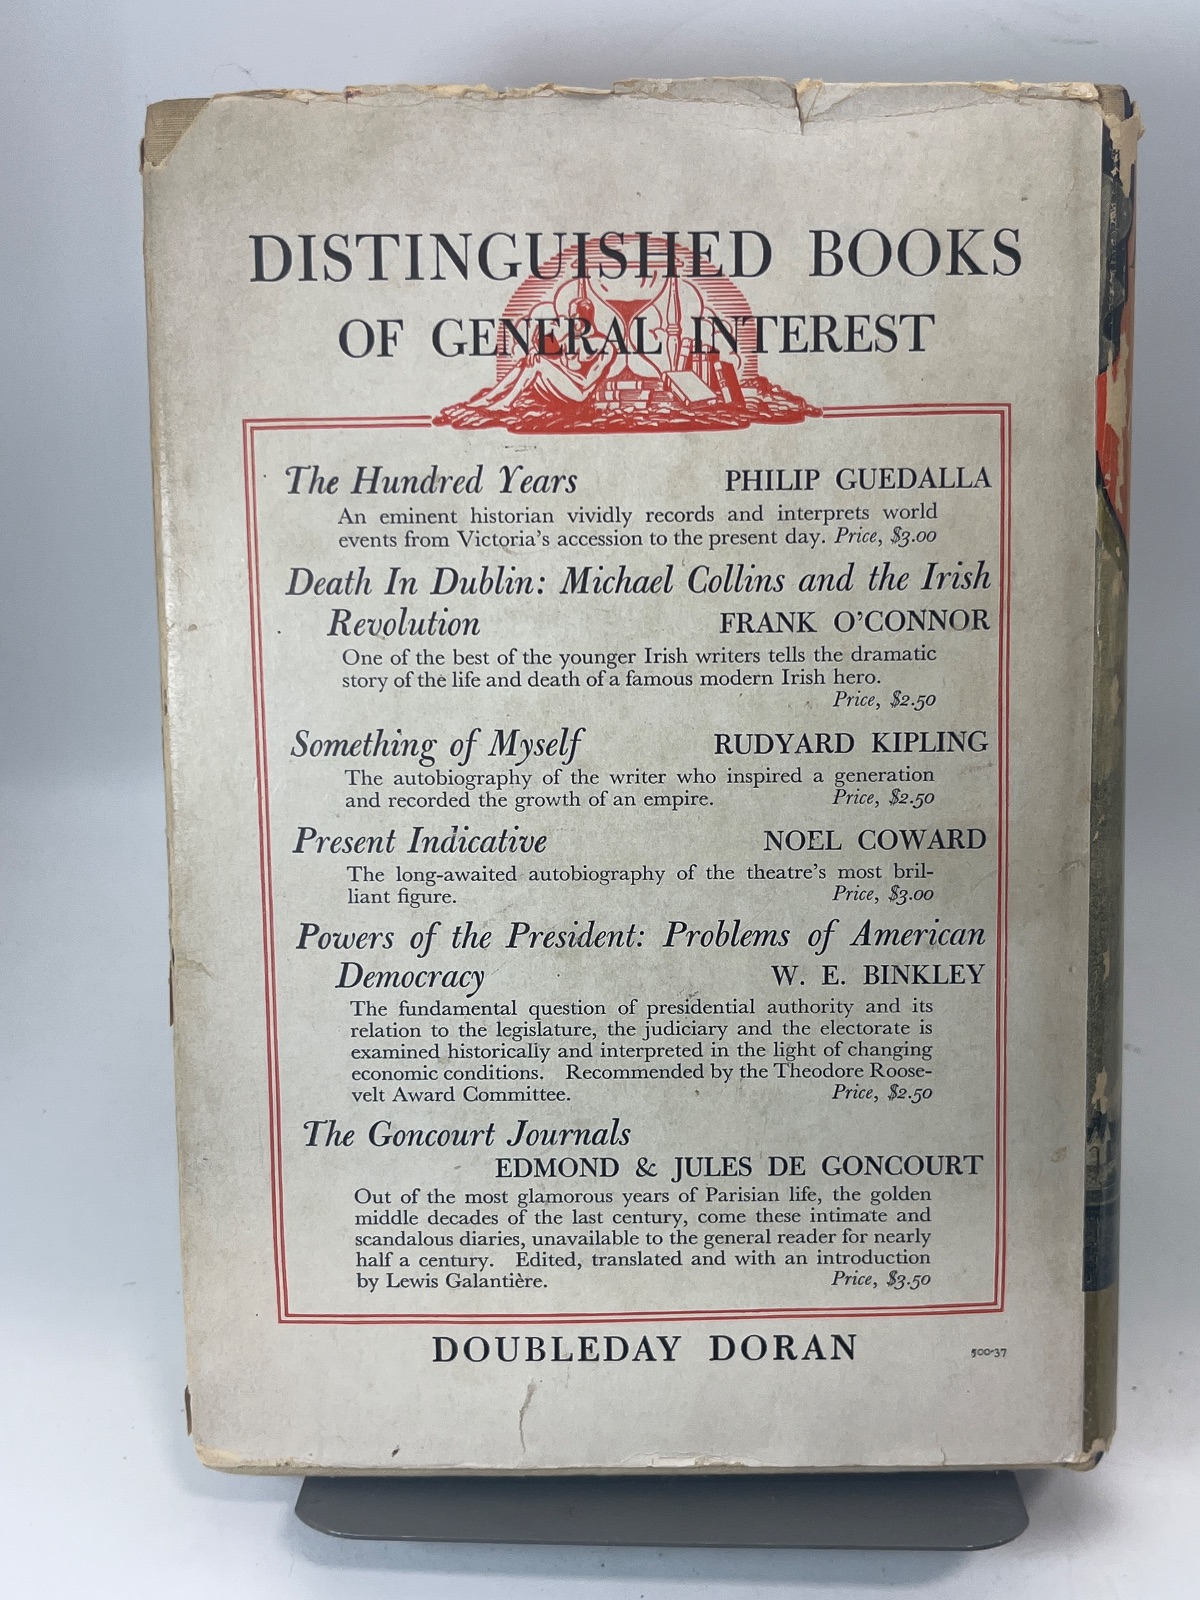 DISTINGUISHED BOOKS
OF GENERAL INTEREST
The Hundred Years PHILIP GUEDALLA
An eminent historian vividly records and interprets world
events from Victoria's accession to the present day. Price, $3.00
Death In Dublin: Michael Collins and the Irish
Revolution FRANK O'CONNOR
One of the best of the younger Irish writers tells the dramatic
story of the life and death of a famous modern Irish hero.
Price, $2.50
Something of Myself RUDYARD KIPLING
The autobiography of the writer who inspired a generation
and recorded the growth of an empire. Price, $2.50
Present Indicative NOEL COWARD
The long-awaited autobiography of the theatre's most bril-
liant figure. Price, $3.00
Powers of the President: Problems of American
Democracy W. E. BINKLEY
The fundamental question of presidential authority and its
relation to the legislature, the judiciary and the electorate is
examined historically and interpreted in the light of changing
economic conditions. Recommended by the Theodore Roose-
velt Award Committee. Price, $2.50
The Goncourt Journals
EDMOND & JULES DE GONCOURT
Out of the most glamorous years of Parisian life, the golden
middle decades of the last century, come these intimate and
scandalous diaries, unavailable to the general reader for nearly
half a century. Edited, translated and with an introduction
by Lewis Galantière. Price, $3.50
DOUBLEDAY DORAN
500-37